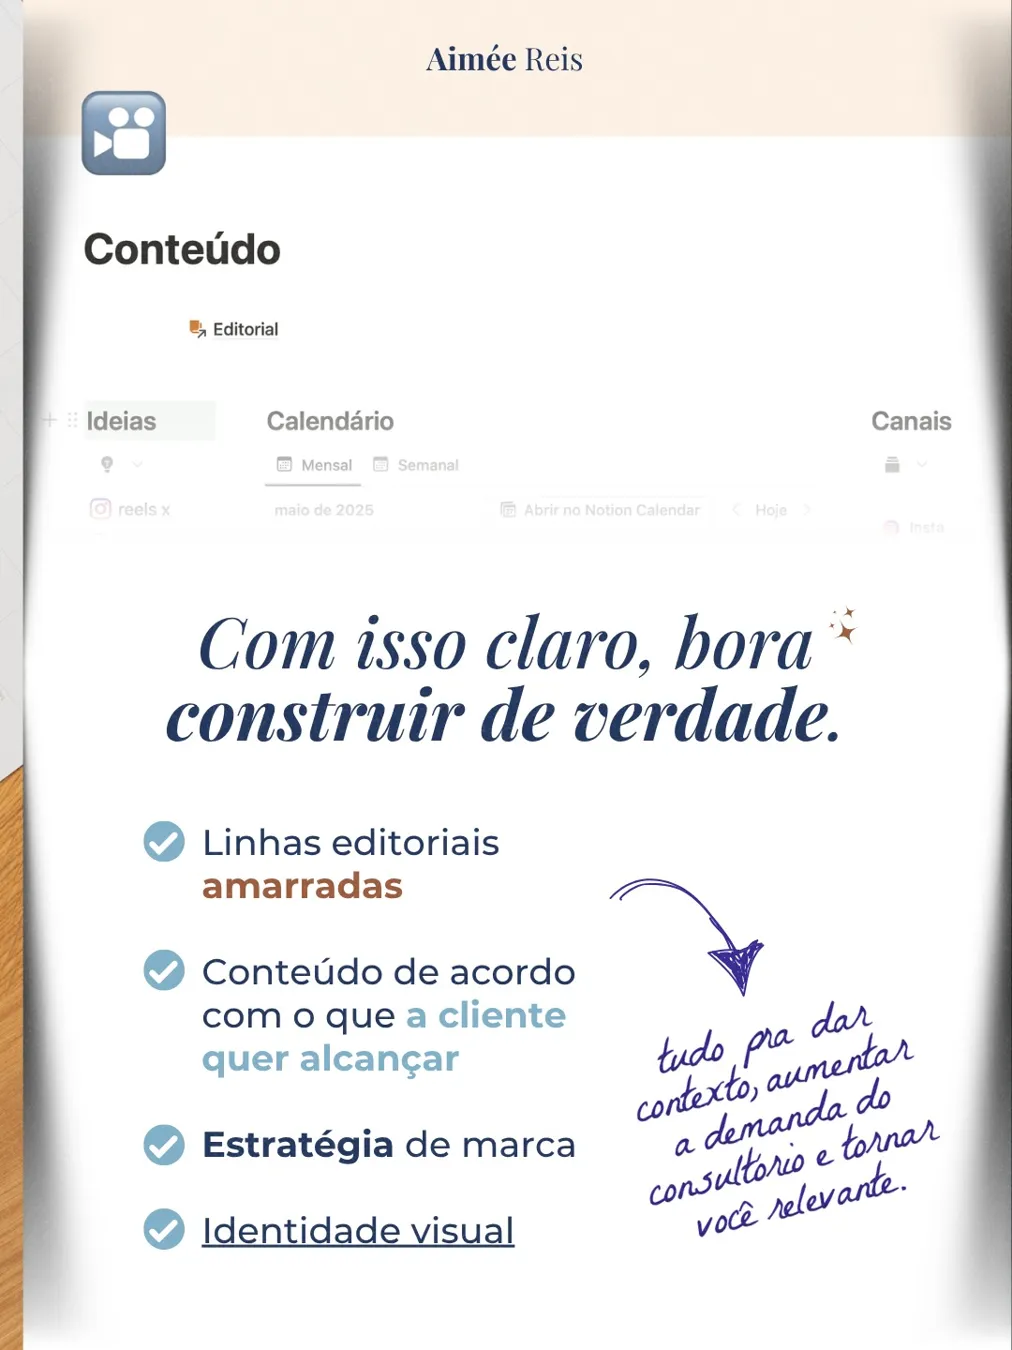 Aimée Reis
Conteúdo
Editorial
Ideias Calendário Canais
Mensal Semanal
reels x maio de 2025 Abrir no Notion Calendar Hoje
Insta
Com isso claro, bora
construir de verdade.
Linhas editoriais
amarradas
Conteúdo de acordo
com o que a cliente
quer alcançar
Estratégia de marca
Identidade visual
tudo pra dar
contexto, aumentar
a demanda do
consultório e tornar
você relevante.